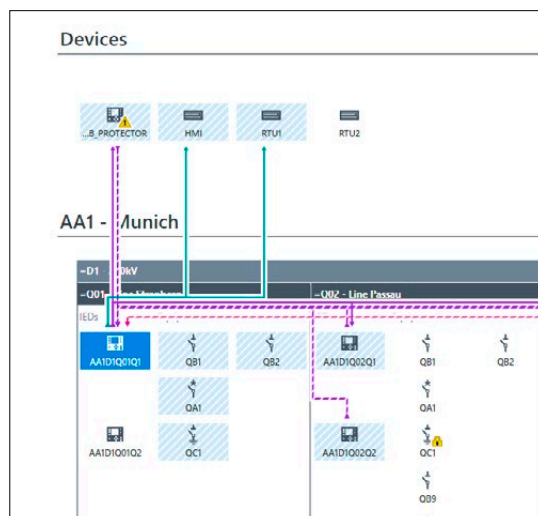 Devices
...B_PROTECTOR HMI RTU1 RTU2
AA1 - Munich
=D1 -
=Q01 =Q02 - Line Passau
IEDs
AA1D1Q01Q1 QB1 QB2 AA1D1Q02Q1 QB1 QB2
QA1 QA1
AA1D1Q01Q2 QC1 AA1D1Q02Q2 QC1
QB9